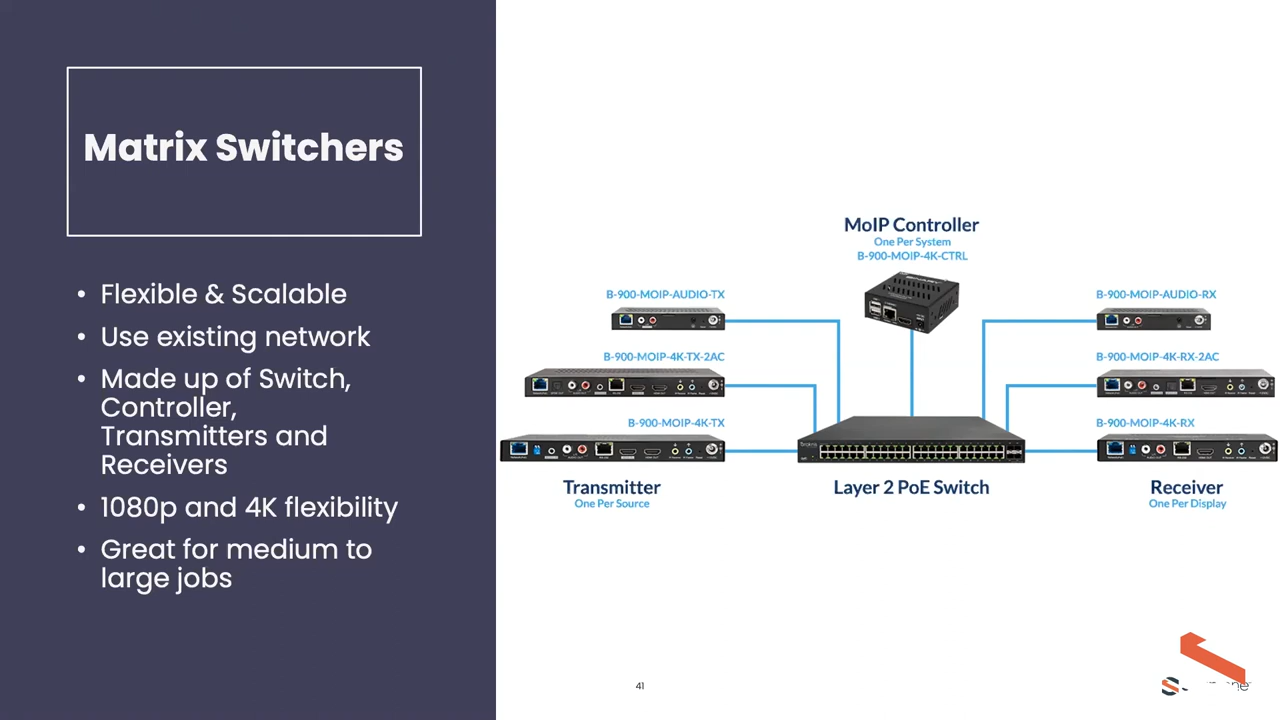 Matrix Switchers
• Flexible & Scalable
• Use existing network
• Made up of Switch,
Controller,
Transmitters and
Receivers
• 1080p and 4K flexibility
• Great for medium to
large jobs
MoIP Controller
One Per System
B-900-MOIP-4K-CTRL
B-900-MOIP-AUDIO-TX
B-900-MOIP-4K-TX-2AC
B-900-MOIP-4K-TX
Transmitter
One Per Source
Layer 2 PoE Switch
B-900-MOIP-AUDIO-RX
B-900-MOIP-4K-RX-2AC
B-900-MOIP-4K-RX
Receiver
One Per Display
41